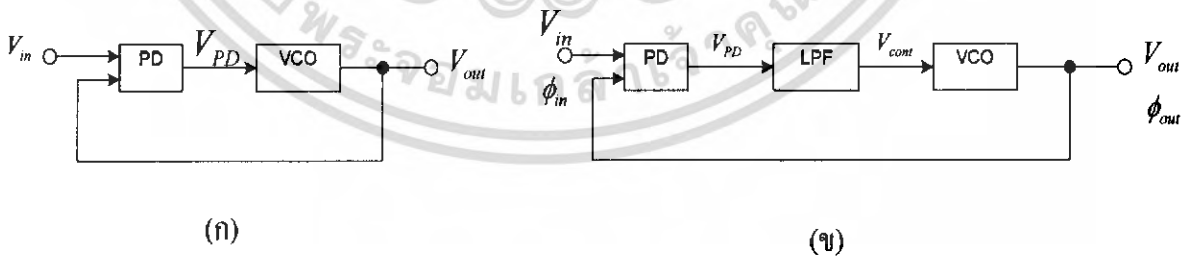 V_in PD V_PD VCO V_out
(ก)
V_in ϕ_in PD V_PD LPF V_cont VCO V_out ϕ_out
(ข)